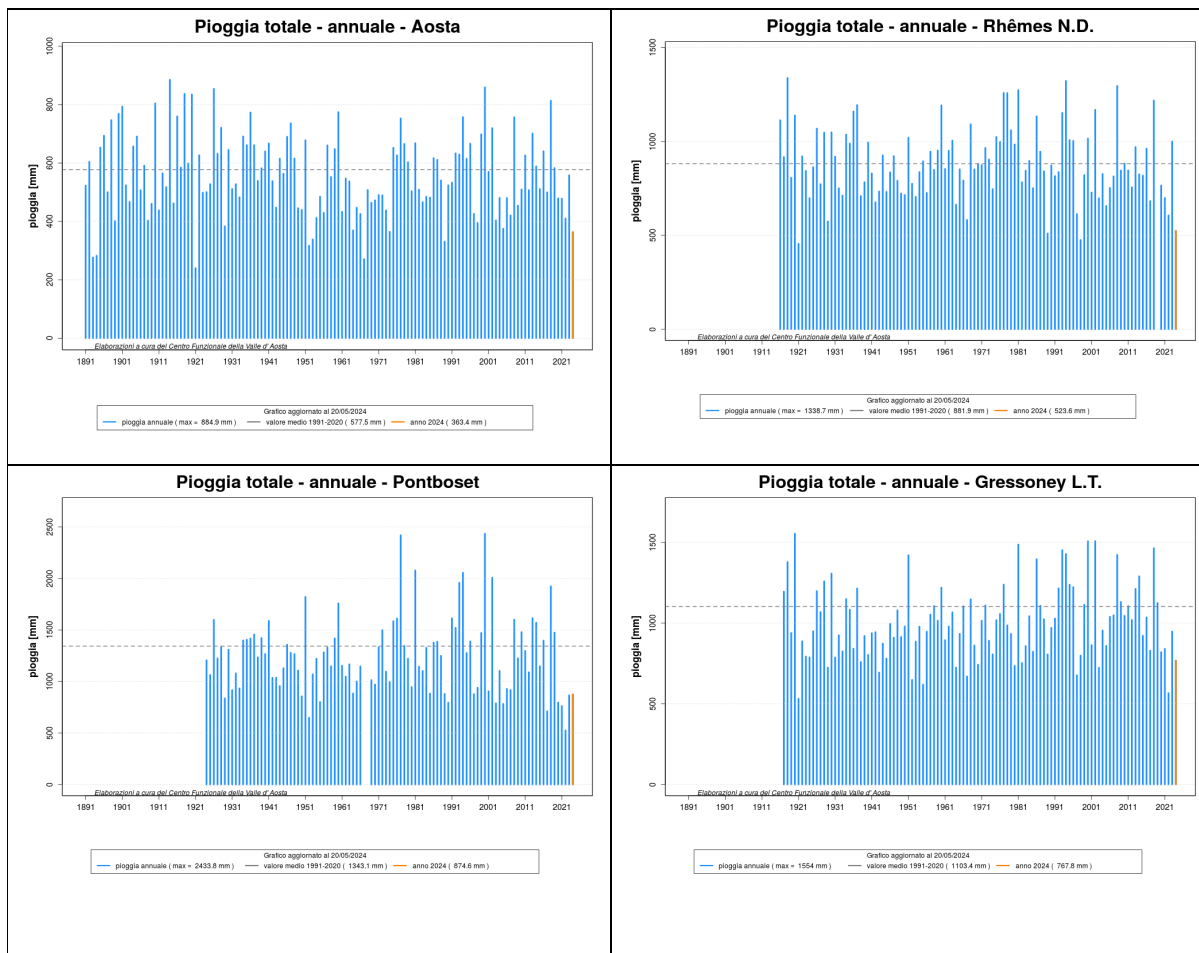 Pioggia totale - annuale - Aosta
1000
800
600
400
200
0
pioggia [mm]
Elaborazioni a cura del Centro Funzionale della Valle d' Aosta
1891 1901 1911 1921 1931 1941 1951 1961 1971 1981 1991 2001 2011 2021
Grafico aggiornato al 20/05/2024
pioggia annuale ( max = 884.9 mm ) valore medio 1991-2020 ( 577.5 mm ) anno 2024 ( 363.4 mm )
Pioggia totale - annuale - Rhêmes N.D.
1500
1000
500
0
pioggia [mm]
Elaborazioni a cura del Centro Funzionale della Valle d' Aosta
1891 1901 1911 1921 1931 1941 1951 1961 1971 1981 1991 2001 2011 2021
Grafico aggiornato al 20/05/2024
pioggia annuale ( max = 1338.7 mm ) valore medio 1991-2020 ( 881.9 mm ) anno 2024 ( 523.6 mm )
Pioggia totale - annuale - Pontboset
2500
2000
1500
1000
500
0
pioggia [mm]
Elaborazioni a cura del Centro Funzionale della Valle d' Aosta
1891 1901 1911 1921 1931 1941 1951 1961 1971 1981 1991 2001 2011 2021
Grafico aggiornato al 20/05/2024
pioggia annuale ( max = 2433.8 mm ) valore medio 1991-2020 ( 1343.1 mm ) anno 2024 ( 874.6 mm )
Pioggia totale - annuale - Gressoney L.T.
1500
1000
500
0
pioggia [mm]
Elaborazioni a cura del Centro Funzionale della Valle d' Aosta
1891 1901 1911 1921 1931 1941 1951 1961 1971 1981 1991 2001 2011 2021
Grafico aggiornato al 20/05/2024
pioggia annuale ( max = 1554 mm ) valore medio 1991-2020 ( 1103.4 mm ) anno 2024 ( 767.8 mm )